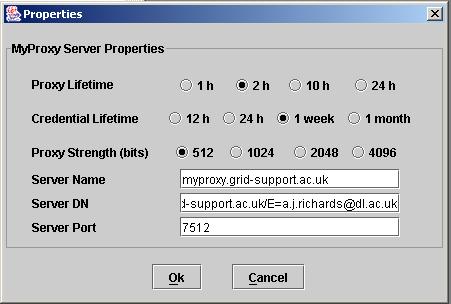 Properties
MyProxy Server Properties
Proxy Lifetime 1 h 2 h 10 h 24 h
Credential Lifetime 12 h 24 h 1 week 1 month
Proxy Strength (bits) 512 1024 2048 4096
Server Name myproxy.grid-support.ac.uk
Server DN d-support.ac.uk/E=a.j.richards@dl.ac.uk
Server Port 7512
Ok Cancel